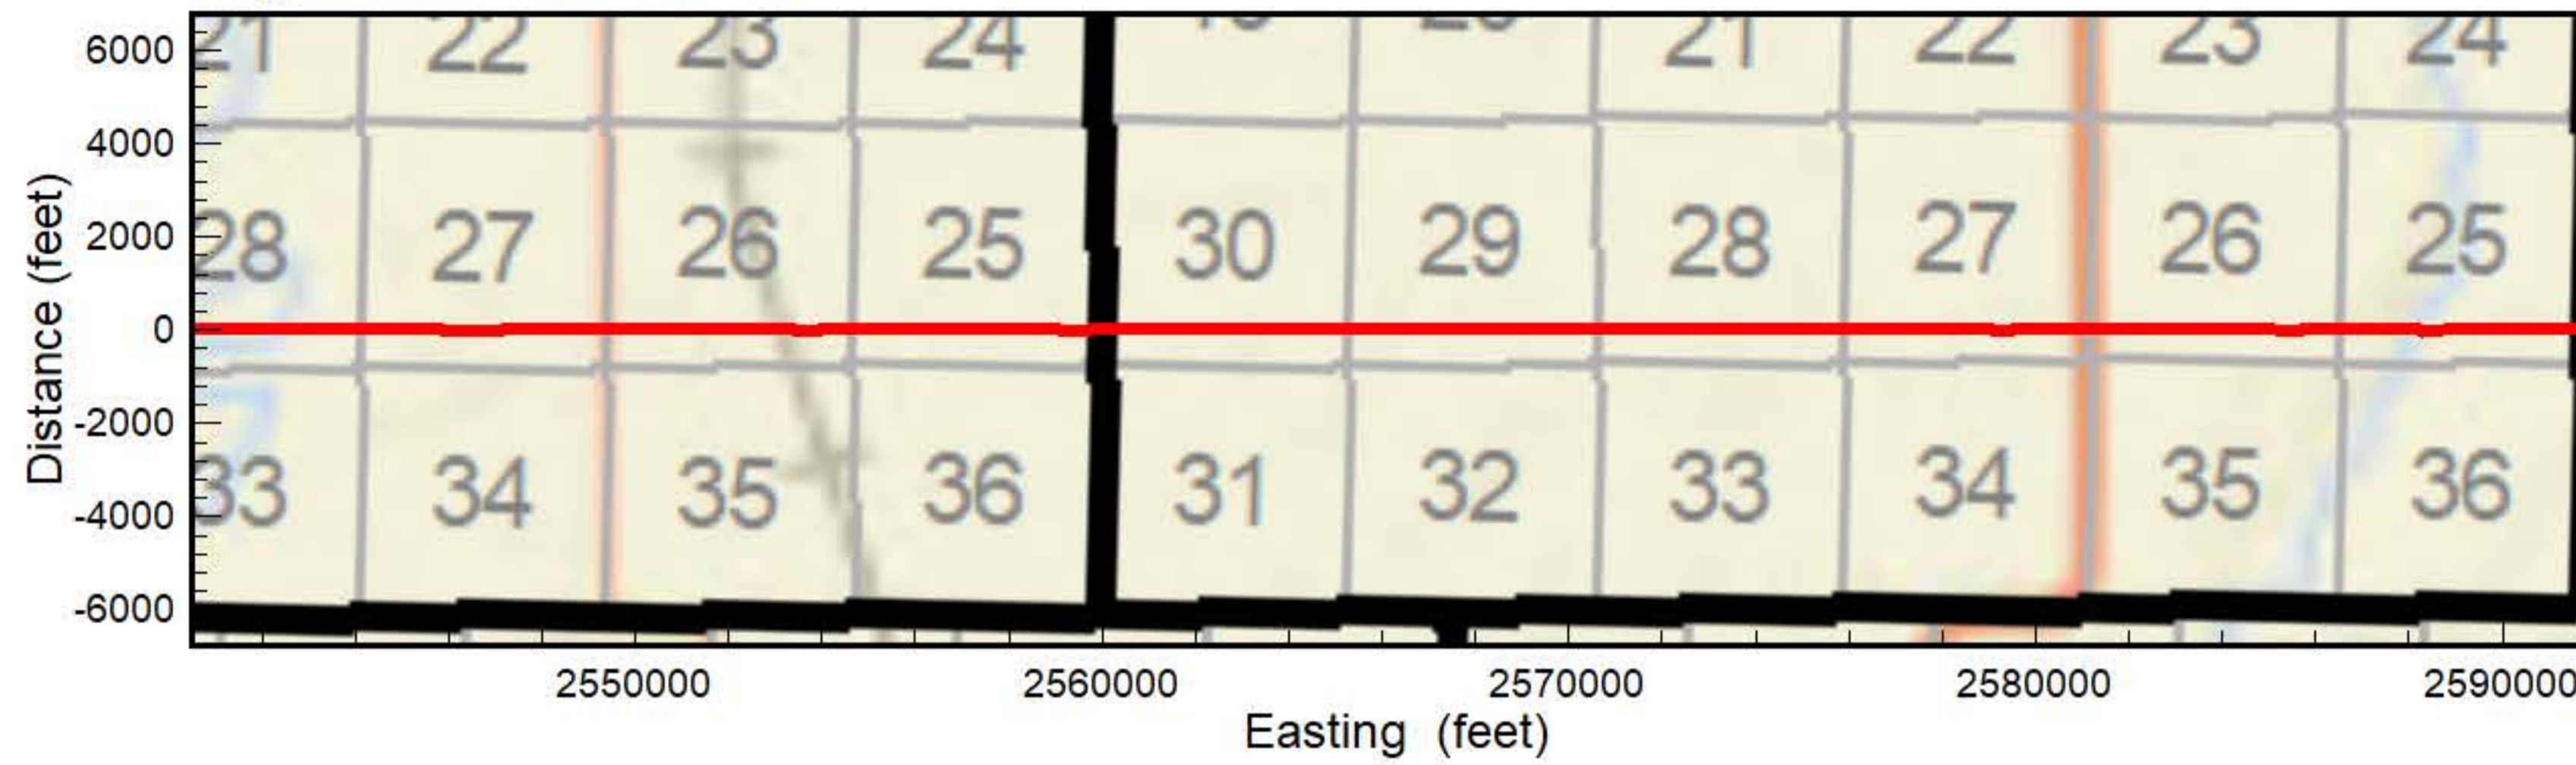 6000 21 22 23 24 21 22 23 24
4000
2000 28 27 26 25 30 29 28 27 26 25
0
-2000
-4000 33 34 35 36 31 32 33 34 35 36
-6000
Distance (feet)
2550000 2560000 2570000 2580000 2590000
Easting (feet)